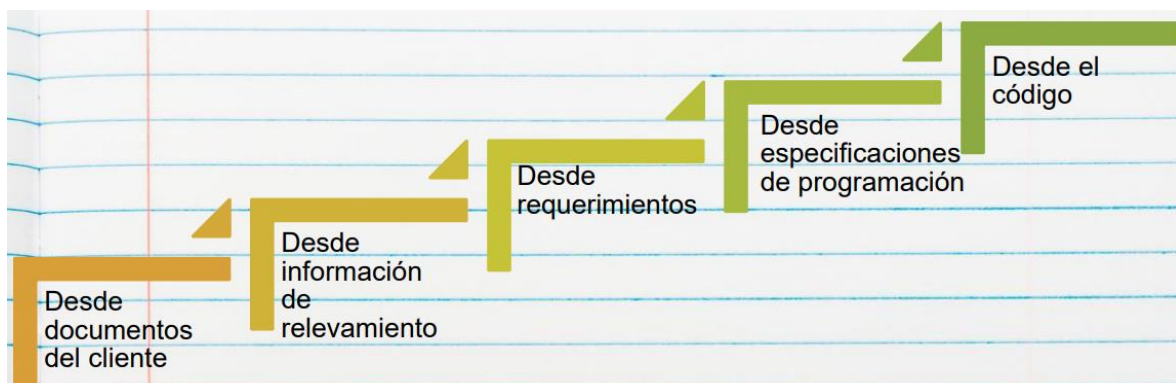 Desde
documentos
del cliente
Desde
información
de
relevamiento
Desde
requerimientos
Desde
especificaciones
de programación
Desde el
código